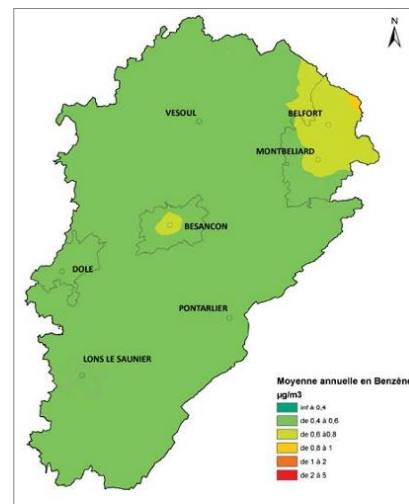 N
VESOUL
BELFORT
MONTBELIARD
BESANCON
DOLE
PONTARLIER
LONS LE SAUNIER
Moyenne annuelle en Benzène
µg/m3
inf à 0,4
de 0,4 à 0,6
de 0,6 à 0,8
de 0,8 à 1
de 1 à 2
de 2 à 5